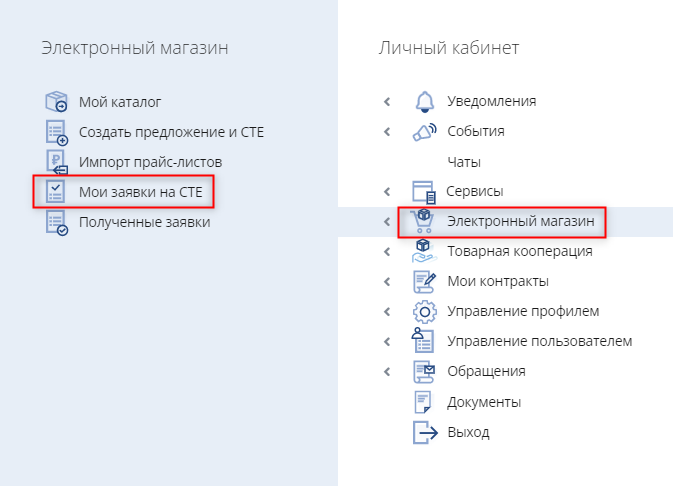 Электронный магазин
Мой каталог
Создать предложение и СТЕ
Импорт прайс-листов
Мои заявки на СТЕ
Полученные заявки
Личный кабинет
Уведомления
События
Чаты
Сервисы
Электронный магазин
Товарная кооперация
Мои контракты
Управление профилем
Управление пользователем
Обращения
Документы
Выход